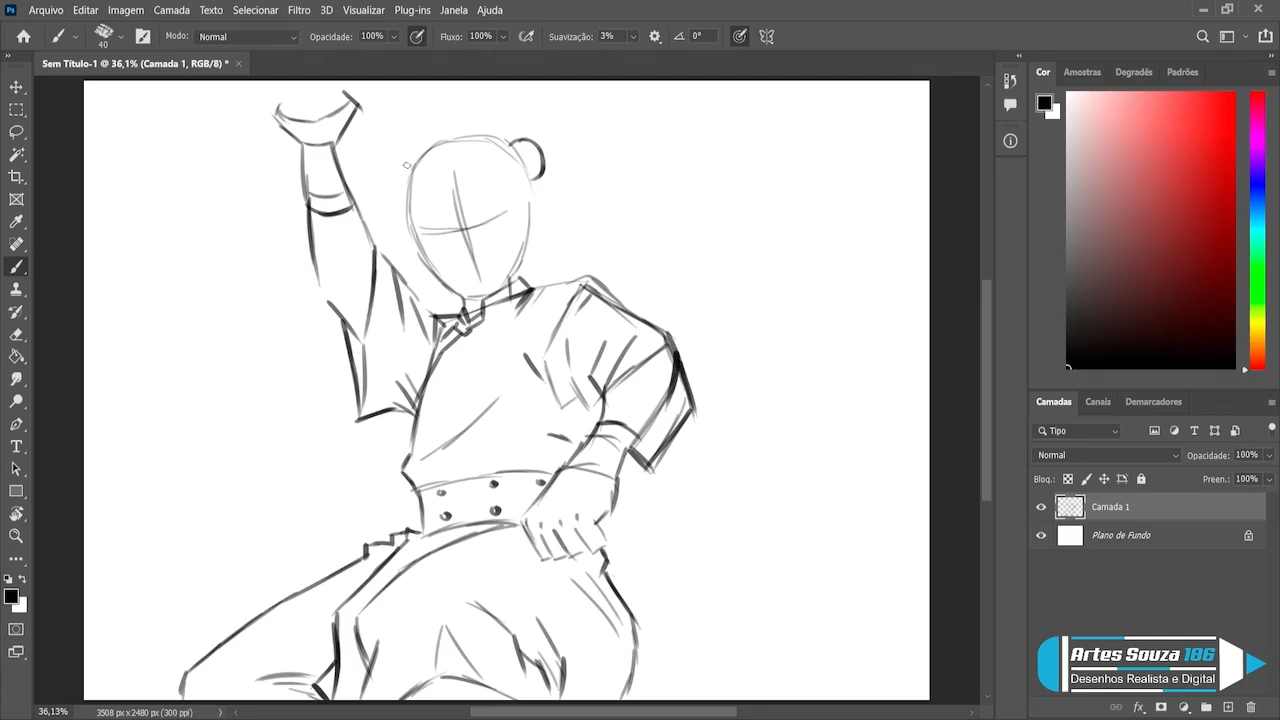 Ps Arquivo Editar Imagem Camada Texto Selecionar Filtro 3D Visualizar Plug-ins Janela Ajuda
40 Modo: Normal Opacidade: 100% Fluxo: 100% Suavização: 3% 0°
Sem Título-1 @ 36,1% (Camada 1, RGB/8) *
Cor Amostras Degradês Padrões
Camadas Canais Demarcadores
Tipo
Normal Opacidade: 100%
Bloq.: Preen.: 100%
Camada 1
Plano de Fundo
Artes Souza 186
Desenhos Realista e Digital
36,13% 3508 px x 2480 px (300 ppi)